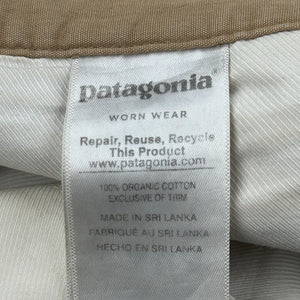 patagonia®
WORN WEAR
Repair, Reuse, Recycle
This Product
www.patagonia.com
100% ORGANIC COTTON
EXCLUSIVE OF TRIM
MADE IN SRI LANKA
FABRIQUÉ AU SRI LANKA
HECHO EN SRI LANKA